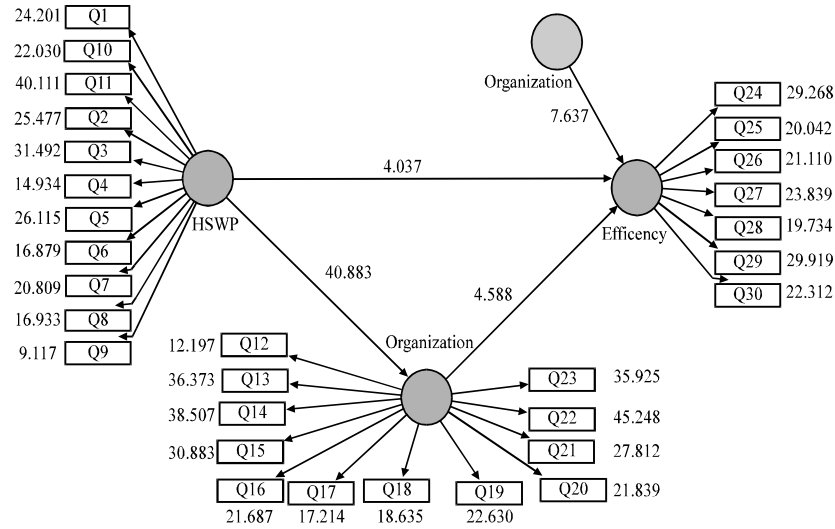 24.201 Q1
22.030 Q10
40.111 Q11
25.477 Q2
31.492 Q3
14.934 Q4
26.115 Q5
16.879 Q6
20.809 Q7
16.933 Q8
9.117 Q9
HSWP
Organization
7.637
4.037
40.883
4.588
Efficency
Q24 29.268
Q25 20.042
Q26 21.110
Q27 23.839
Q28 19.734
Q29 29.919
Q30 22.312
Organization
12.197 Q12
36.373 Q13
38.507 Q14
30.883 Q15
Q16
21.687
Q17
17.214
Q18
18.635
Q19
22.630
Q20 21.839
Q21 27.812
Q22 45.248
Q23 35.925